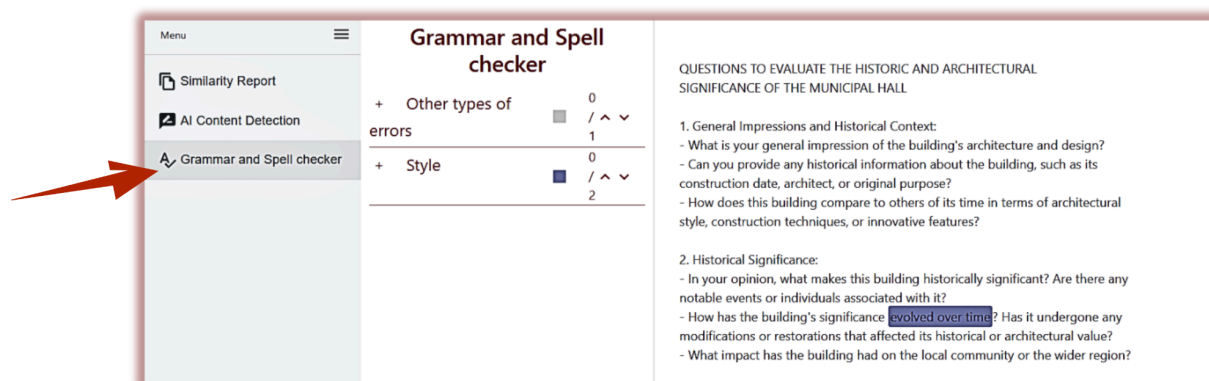 Menu
Similarity Report
AI Content Detection
Grammar and Spell checker
Grammar and Spell
checker
+ Other types of
errors
0
/
1
+ Style
0
/
2
QUESTIONS TO EVALUATE THE HISTORIC AND ARCHITECTURAL
SIGNIFICANCE OF THE MUNICIPAL HALL
1. General Impressions and Historical Context:
- What is your general impression of the building's architecture and design?
- Can you provide any historical information about the building, such as its
construction date, architect, or original purpose?
- How does this building compare to others of its time in terms of architectural
style, construction techniques, or innovative features?
2. Historical Significance:
- In your opinion, what makes this building historically significant? Are there any
notable events or individuals associated with it?
- How has the building's significance evolved over time? Has it undergone any
modifications or restorations that affected its historical or architectural value?
- What impact has the building had on the local community or the wider region?